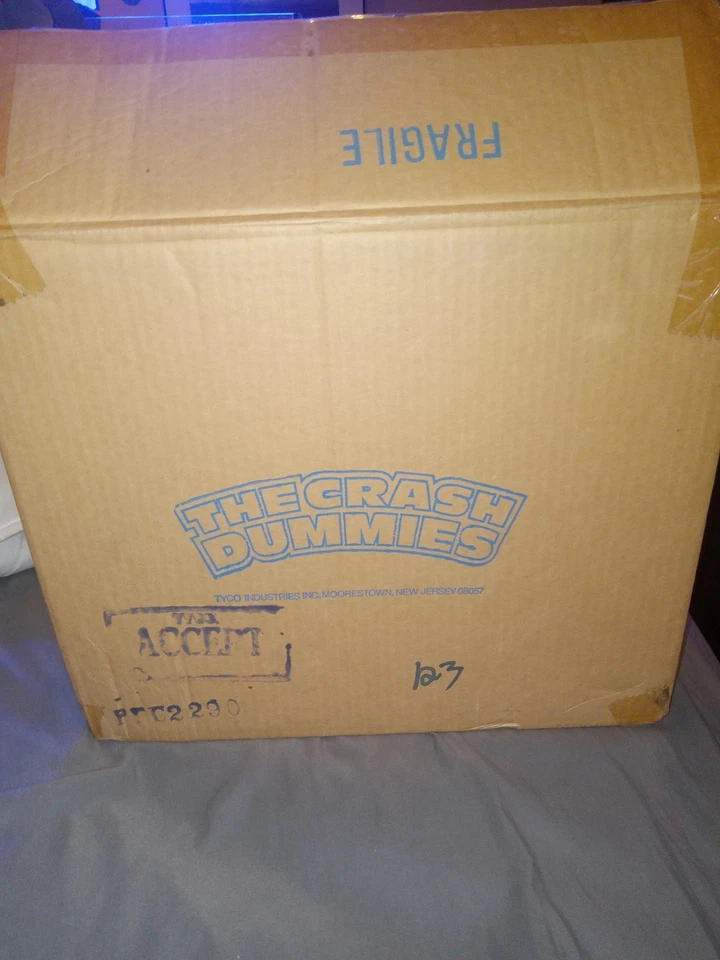 FRAGILE
THE CRASH
DUMMIES
TYCO INDUSTRIES INC. MOORESTOWN, NEW JERSEY 08057
ACCEPT
123